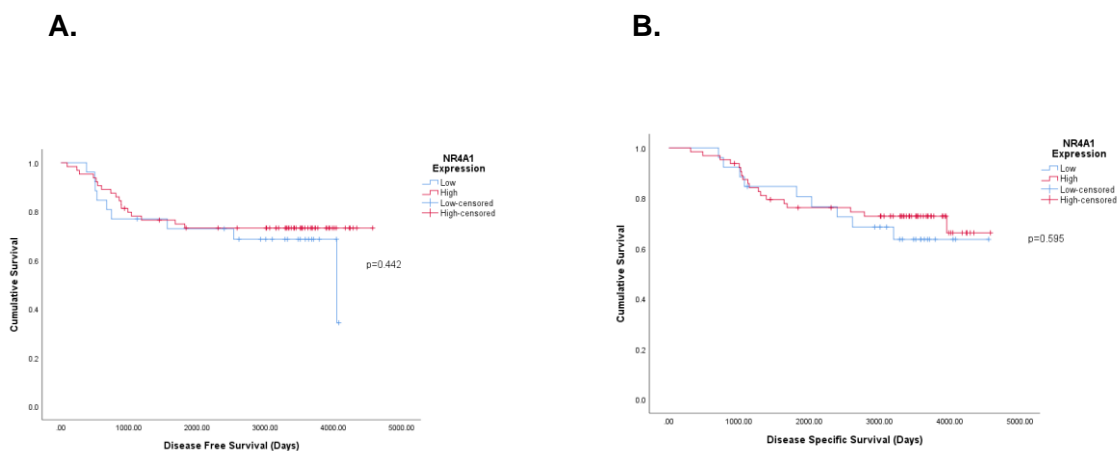 A.
B.
NR4A1
Expression
Low
High
Low-censored
High-censored
1.0
0.8
0.6
0.4
0.2
0.0
Cumulative Survival
p=0.442
.00
1000.00
2000.00
3000.00
4000.00
5000.00
Disease Free Survival (Days)
NR4A1
Expression
Low
High
Low-censored
High-censored
1.0
0.8
0.6
0.4
0.2
0.0
Cumulative Survival
p=0.595
.00
1000.00
2000.00
3000.00
4000.00
5000.00
Disease Specific Survival (Days)